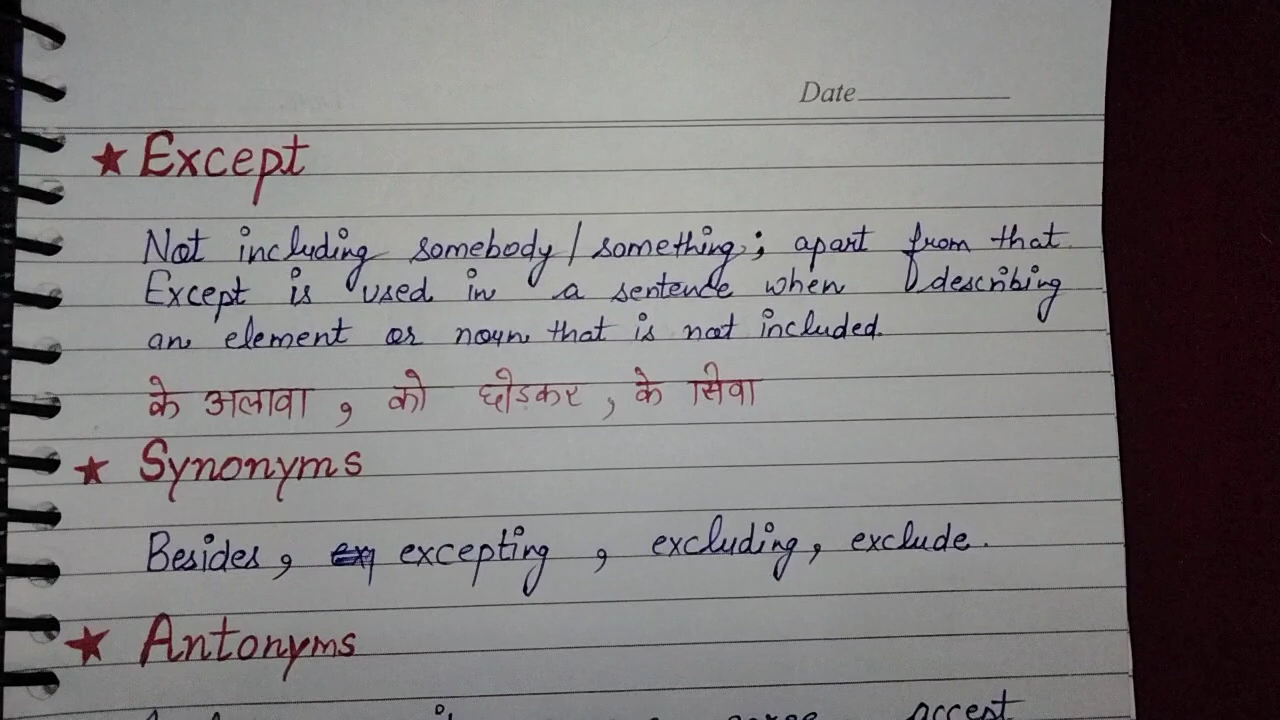 Date
★ Except
Not including somebody / something; apart from that
Except is used in a sentence when describing
an element or noun that is not included.
के अलावा, को छोड़कर, के सिवा
★ Synonyms
Besides, excepting, excluding, exclude.
★ Antonyms
accept